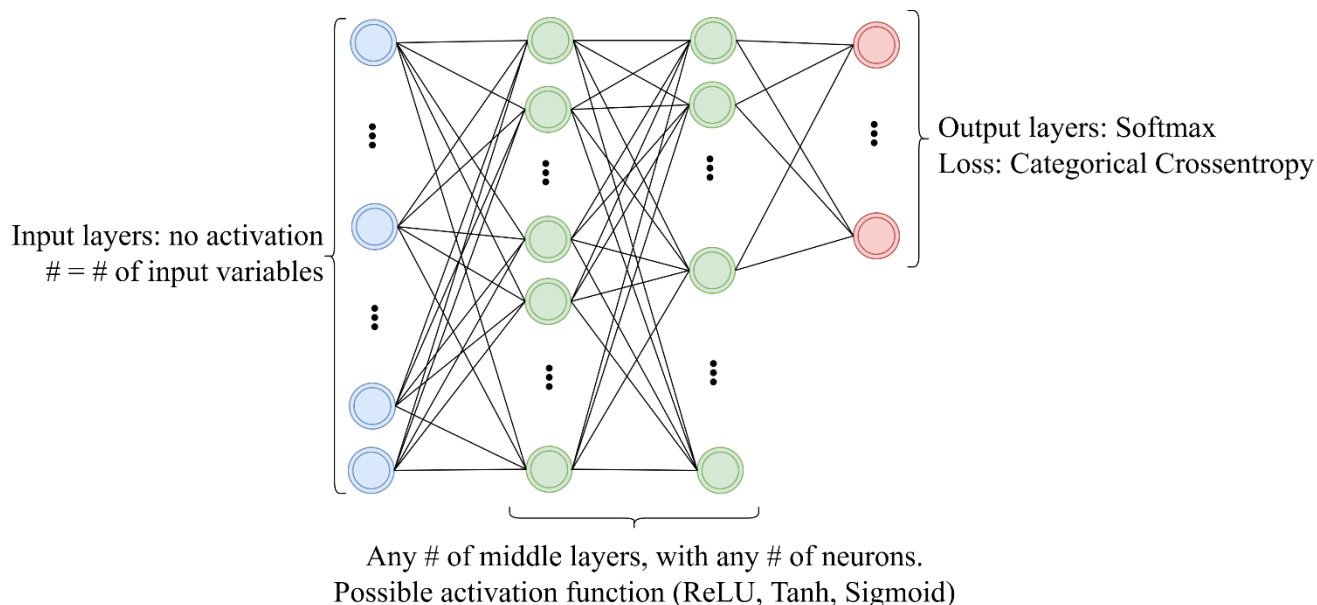 Output layers: Softmax
Loss: Categorical Crossentropy
Input layers: no activation
# = # of input variables
Any # of middle layers, with any # of neurons.
Possible activation function (ReLU, Tanh, Sigmoid)